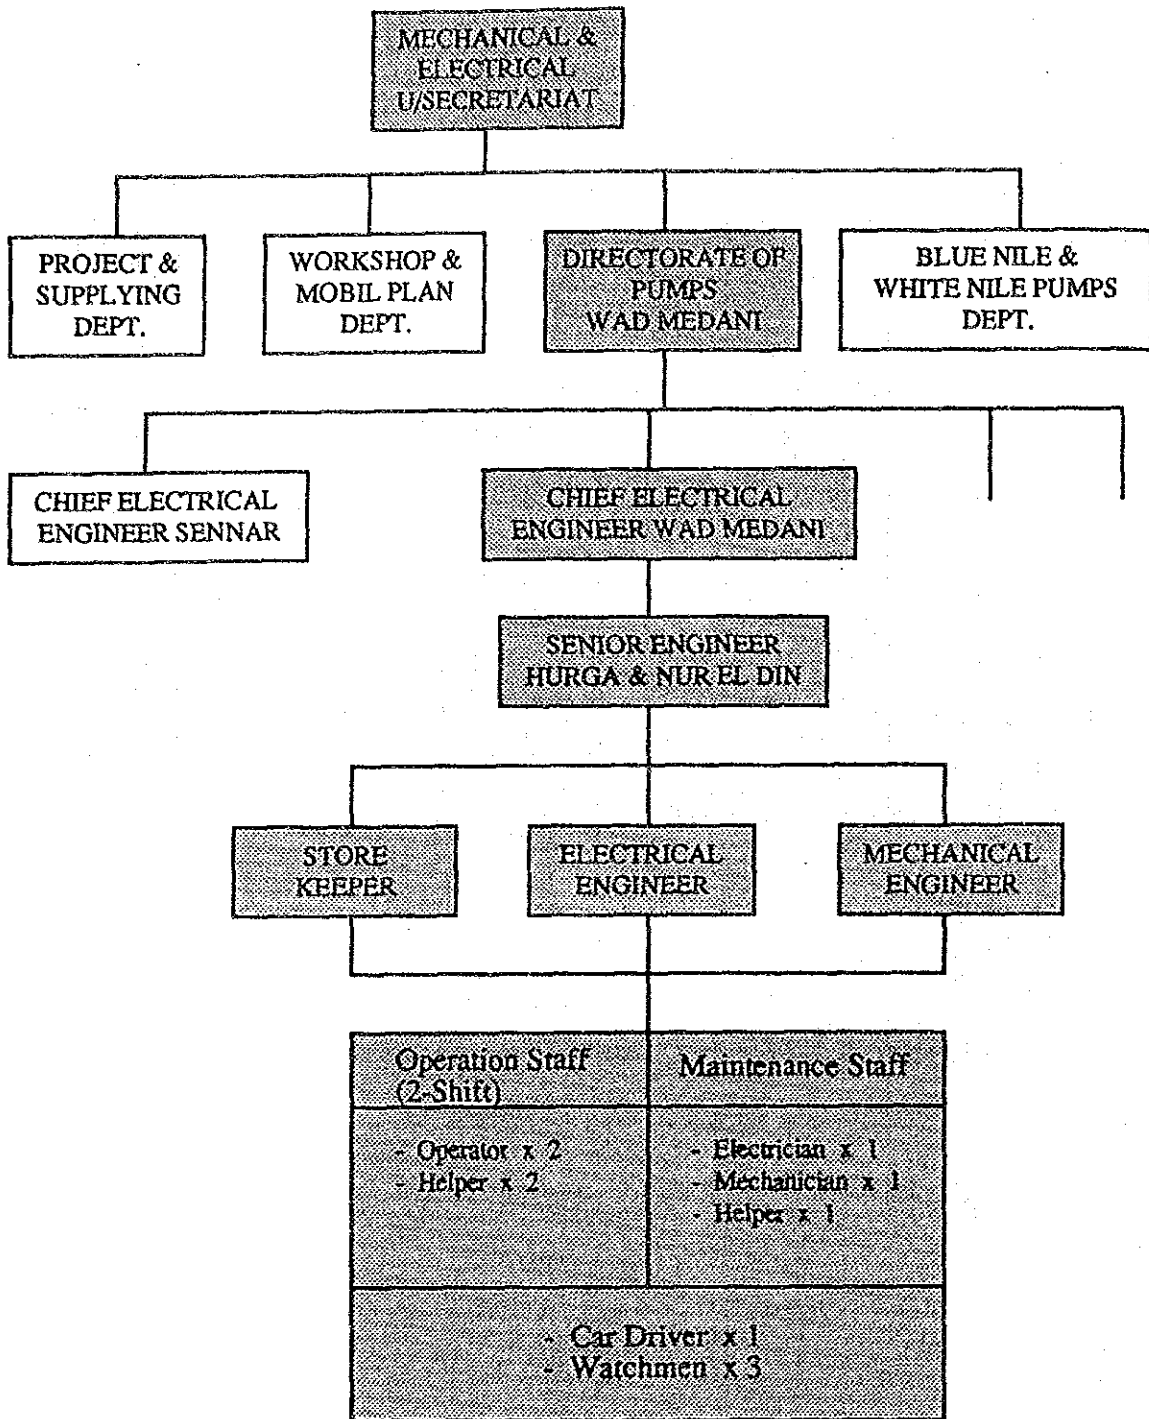 MECHANICAL &
ELECTRICAL
U/SECRETARIAT
PROJECT &
SUPPLYING
DEPT.
WORKSHOP &
MOBIL PLAN
DEPT.
DIRECTORATE OF
PUMPS
WAD MEDANI
BLUE NILE &
WHITE NILE PUMPS
DEPT.
CHIEF ELECTRICAL
ENGINEER SENNAR
CHIEF ELECTRICAL
ENGINEER WAD MEDANI
SENIOR ENGINEER
HURGA & NUR EL DIN
STORE
KEEPER
ELECTRICAL
ENGINEER
MECHANICAL
ENGINEER
Operation Staff
(2-Shift)
- Operator x 2
- Helper x 2
Maintenance Staff
- Electrician x 1
- Mechanician x 1
- Helper x 1
- Car Driver x 1
- Watchmen x 3